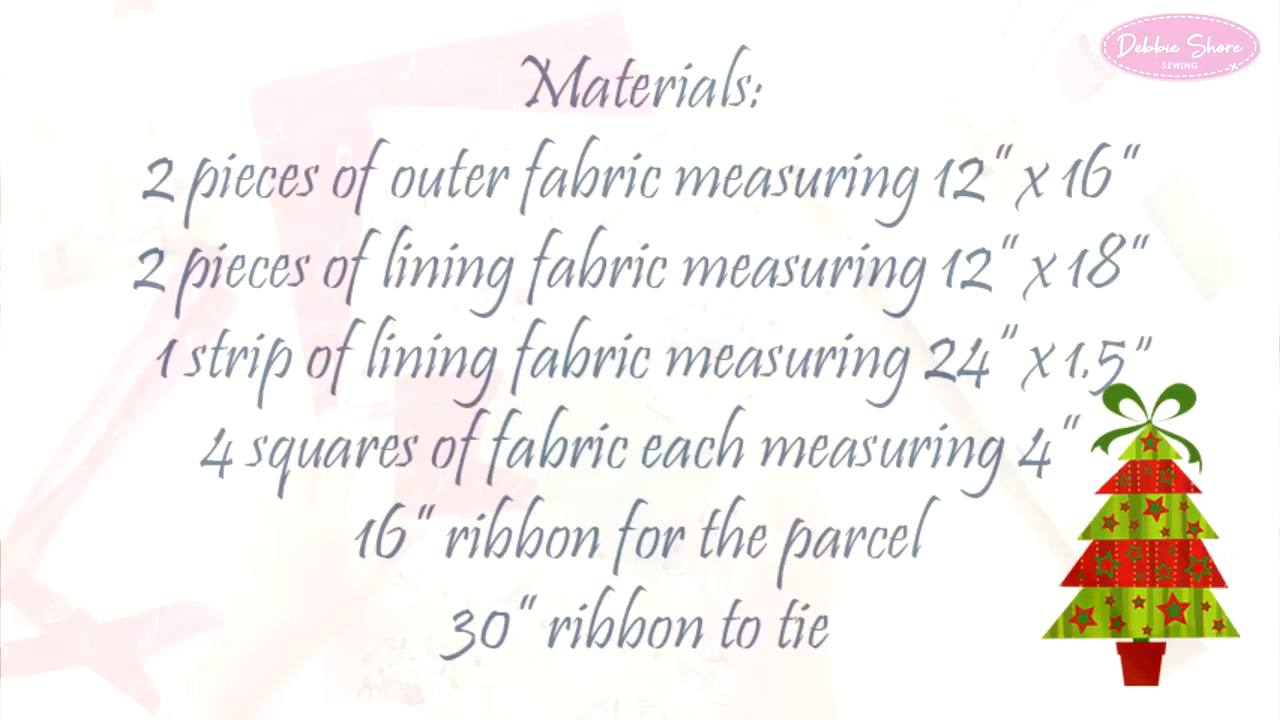 Debbie Shore
SEWING
Materials:
2 pieces of outer fabric measuring 12" x 16"
2 pieces of lining fabric measuring 12" x 18"
1 strip of lining fabric measuring 24" x 1.5"
4 squares of fabric each measuring 4"
16" ribbon for the parcel
30" ribbon to tie